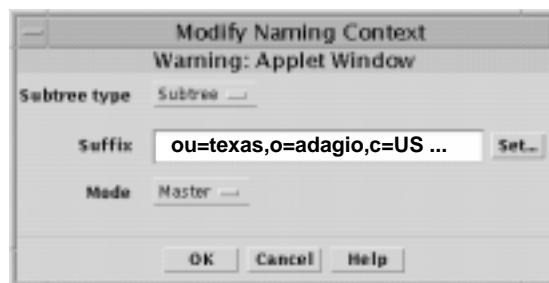 Modify Naming Context
Warning: Applet Window
Subtree type Subtree
Suffix ou=texas,o=adagio,c=US ... Set...
Mode Master
OK Cancel Help